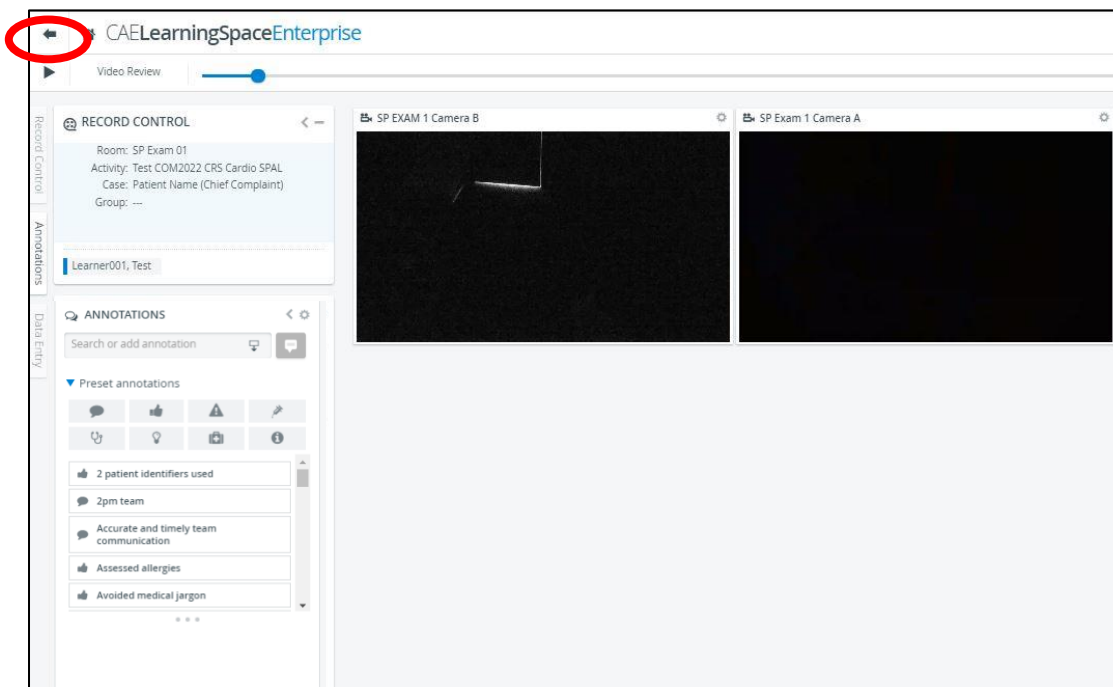 CAELearningSpaceEnterprise
Video Review
Record Control
Annotations
Data Entry
RECORD CONTROL
Room: SP Exam 01
Activity: Test COM2022 CRS Cardio SPAL
Case: Patient Name (Chief Complaint)
Group: ---
Learner001, Test
ANNOTATIONS
Search or add annotation
Preset annotations
2 patient identifiers used
2pm team
Accurate and timely team
communication
Assessed allergies
Avoided medical jargon
SP EXAM 1 Camera B
SP Exam 1 Camera A